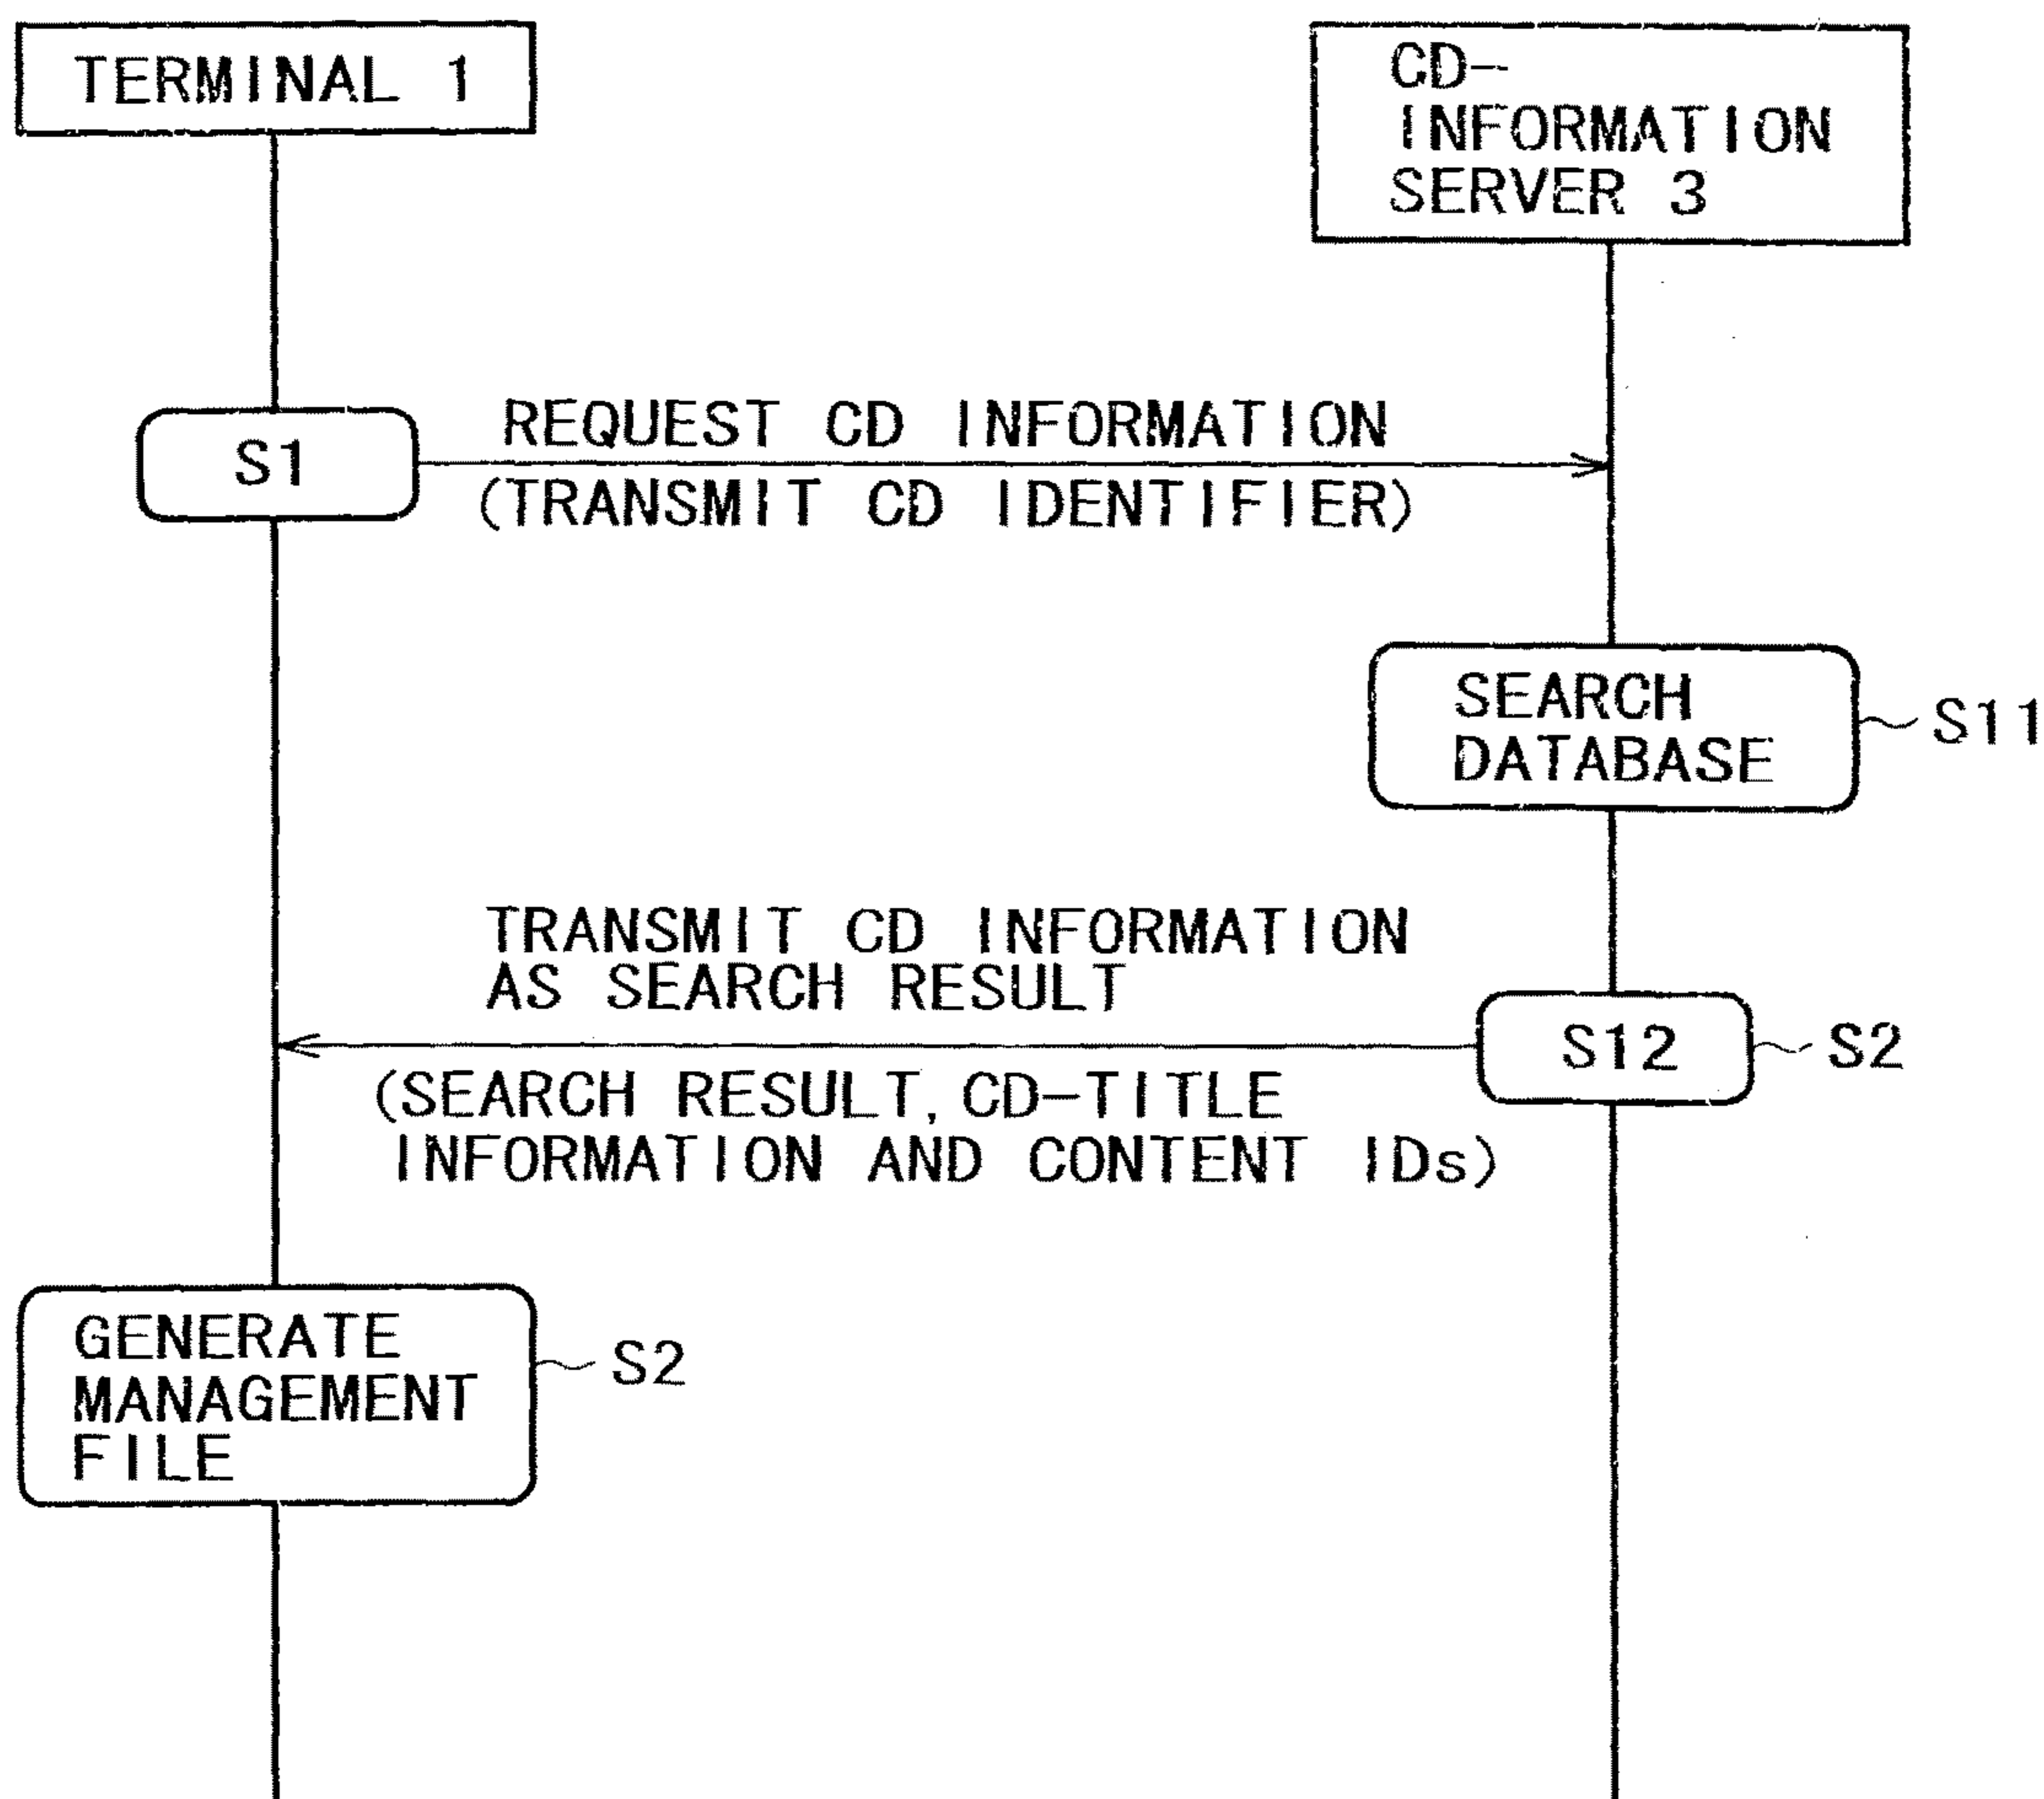 TERMINAL 1
CD-
INFORMATION
SERVER 3
S1
REQUEST CD INFORMATION
(TRANSMIT CD IDENTIFIER)
SEARCH
DATABASE
S11
TRANSMIT CD INFORMATION
AS SEARCH RESULT
S12
S2
(SEARCH RESULT, CD-TITLE
INFORMATION AND CONTENT IDs)
GENERATE
MANAGEMENT
FILE
S2